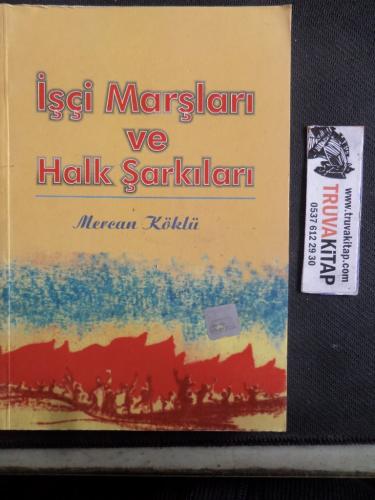 İşçi Marşları
ve
Halk Şarkıları
Mercan Köklü
www.truvakitap.com
TRUVAKİTAP
0537 612 29 30